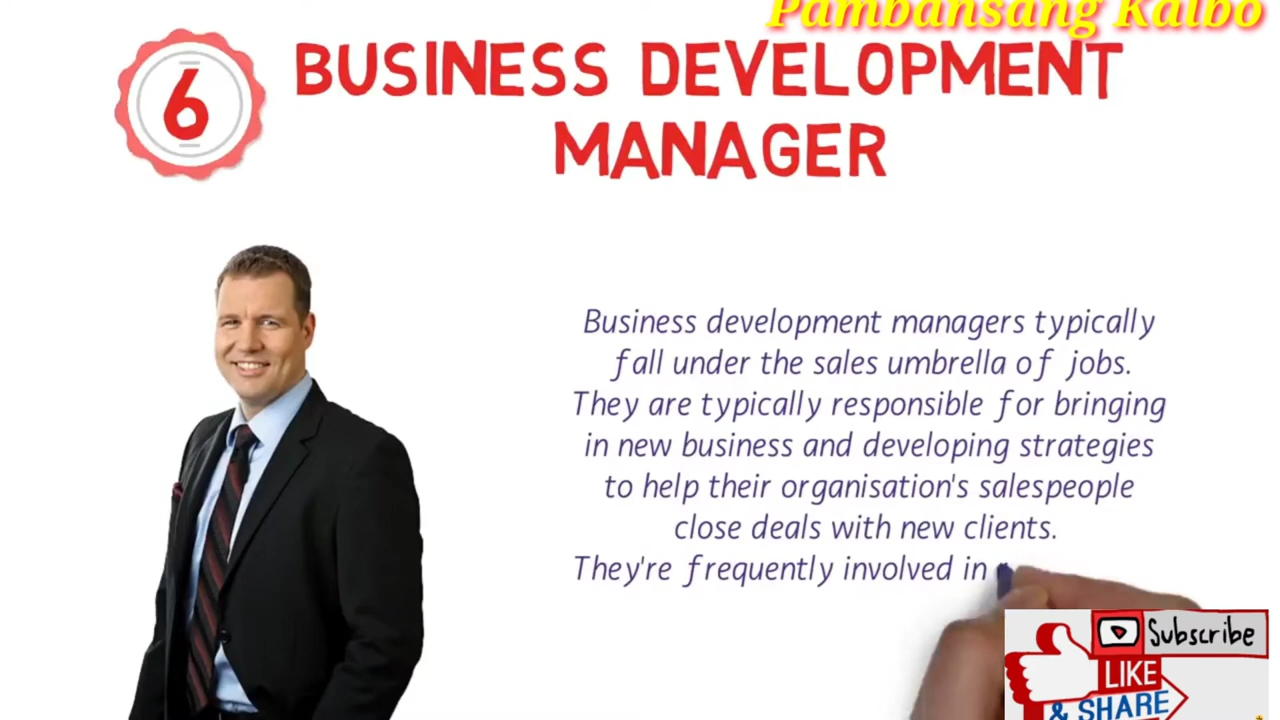 Pambansang Kalbo
6
BUSINESS DEVELOPMENT
MANAGER
Business development managers typically
fall under the sales umbrella of jobs.
They are typically responsible for bringing
in new business and developing strategies
to help their organisation's salespeople
close deals with new clients.
They're frequently involved in
Subscribe
LIKE
& SHARE